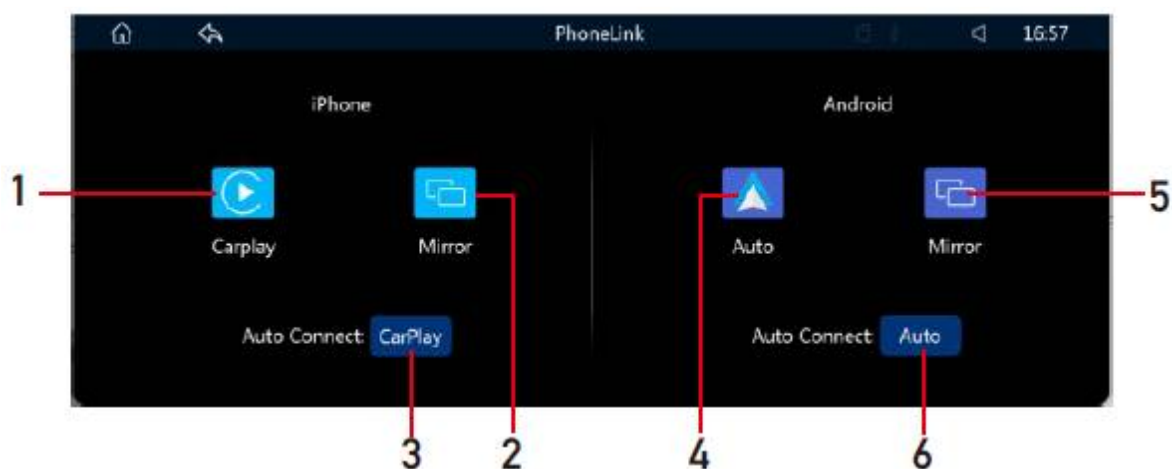 PhoneLink 16:57
iPhone Android
1 5
Carplay Mirror Auto Mirror
Auto Connect: CarPlay Auto Connect: Auto
3 2 4 6